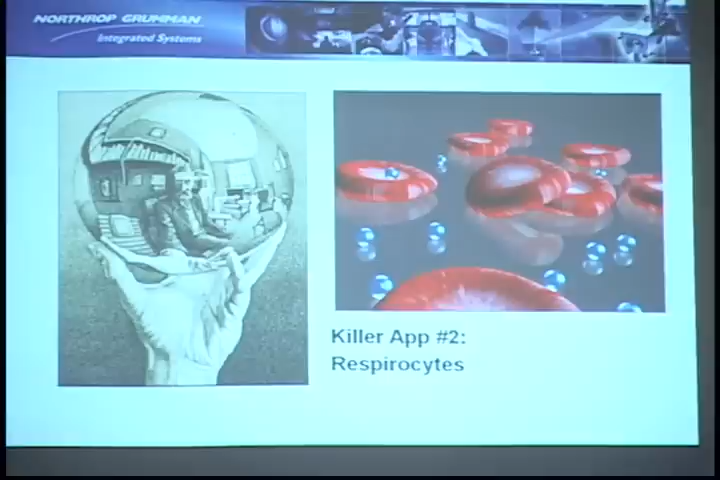 NORTHROP GRUMMAN
Integrated Systems
Killer App #2:
Respirocytes